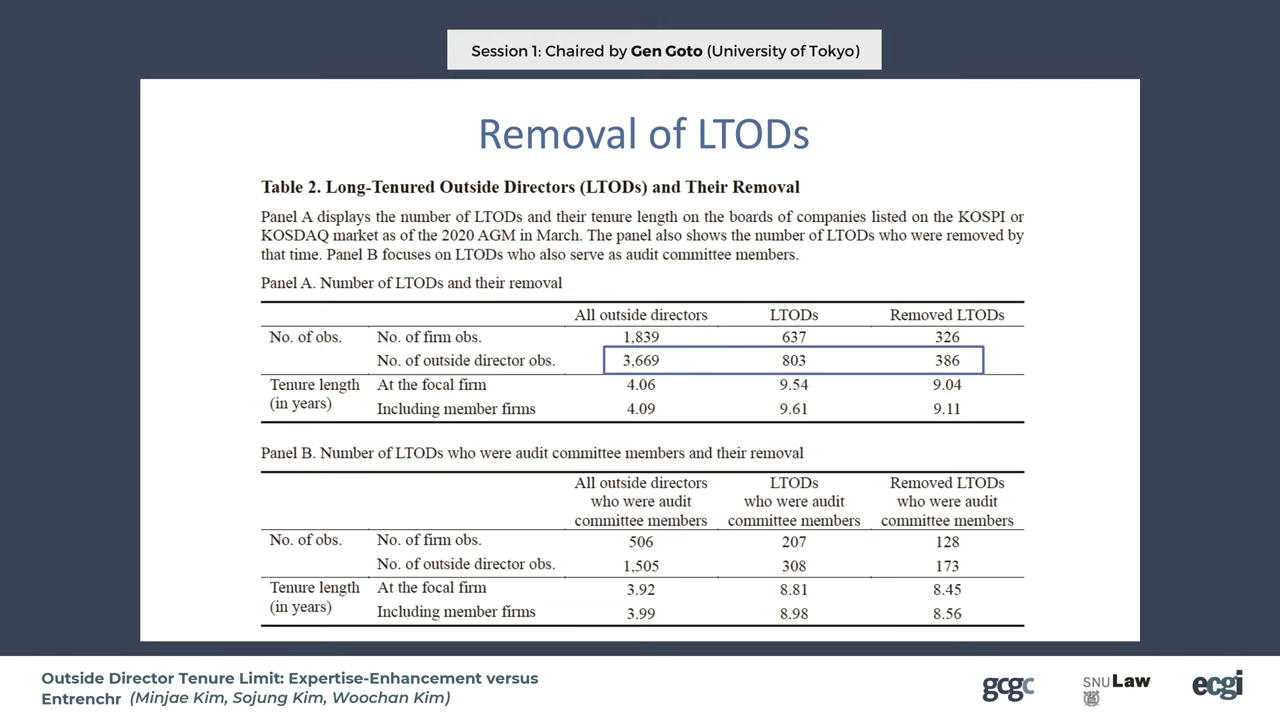 Session 1: Chaired by Gen Goto (University of Tokyo)
Removal of LTODs
Table 2. Long-Tenured Outside Directors (LTODs) and Their Removal
Panel A displays the number of LTODs and their tenure length on the boards of companies listed on the KOSPI or
KOSDAQ market as of the 2020 AGM in March. The panel also shows the number of LTODs who were removed by
that time. Panel B focuses on LTODs who also serve as audit committee members.
Panel A. Number of LTODs and their removal
All outside directors LTODs Removed LTODs
No. of obs. No. of firm obs. 1,839 637 326
No. of outside director obs. 3,669 803 386
Tenure length At the focal firm 4.06 9.54 9.04
(in years) Including member firms 4.09 9.61 9.11
Panel B. Number of LTODs who were audit committee members and their removal
All outside directors LTODs Removed LTODs
who were audit who were audit who were audit
committee members committee members committee members
No. of obs. No. of firm obs. 506 207 128
No. of outside director obs. 1,505 308 173
Tenure length At the focal firm 3.92 8.81 8.45
(in years) Including member firms 3.99 8.98 8.56
Outside Director Tenure Limit: Expertise-Enhancement versus
Entrenchr (Minjae Kim, Sojung Kim, Woochan Kim)
gcgc SNU Law ecgi